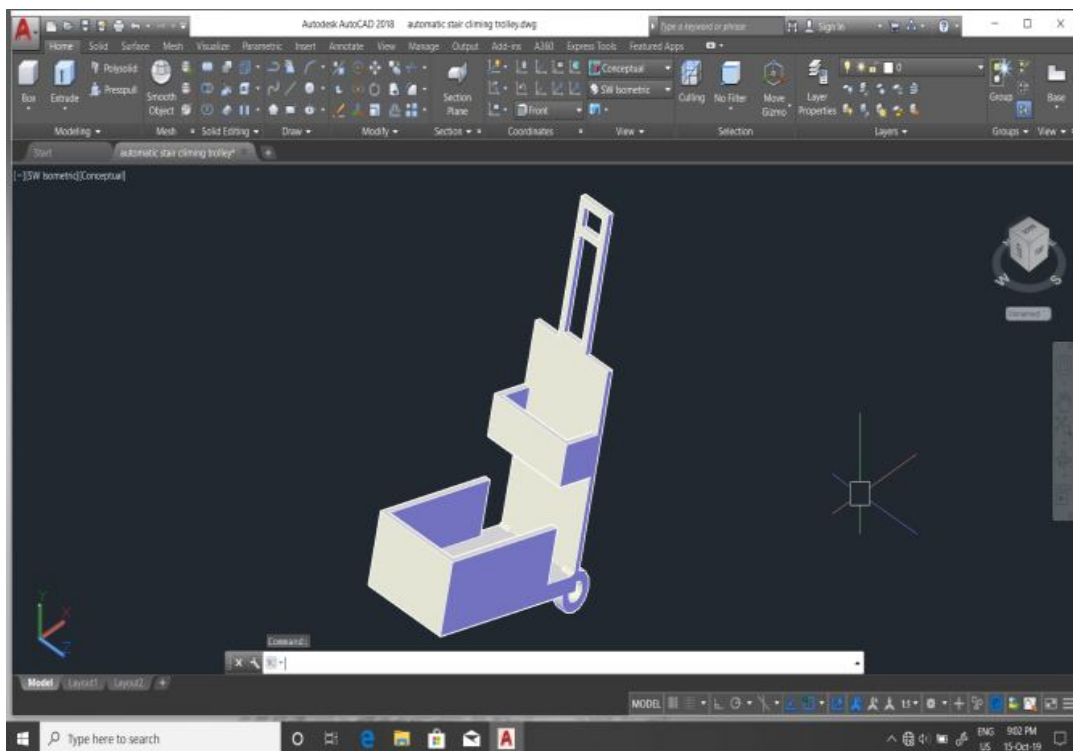 Autodesk AutoCAD 2018 automatic stair climing trolley.dwg
Type a keyword or phrase
Sign In
Home Solid Surface Mesh Visualize Parametric Insert Annotate View Manage Output Add-ins A360 Express Tools Featured Apps
Polysolid
Presspull
Box Extrude
Smooth Object
Section Plane
Conceptual
SW Isometric
Front
Culling No Filter Move Gizmo
Layer Properties
0
Group
Base
Modeling Mesh Solid Editing Draw Modify Section Coordinates View Selection Layers Groups View
Start automatic stair climing trolley*
[-][SW Isometric][Conceptual]
W S
Unnamed
Y X Z
Command:
Model Layout1 Layout2 +
MODEL 1:1
Type here to search
ENG 9:02 PM
US 15-Oct-19